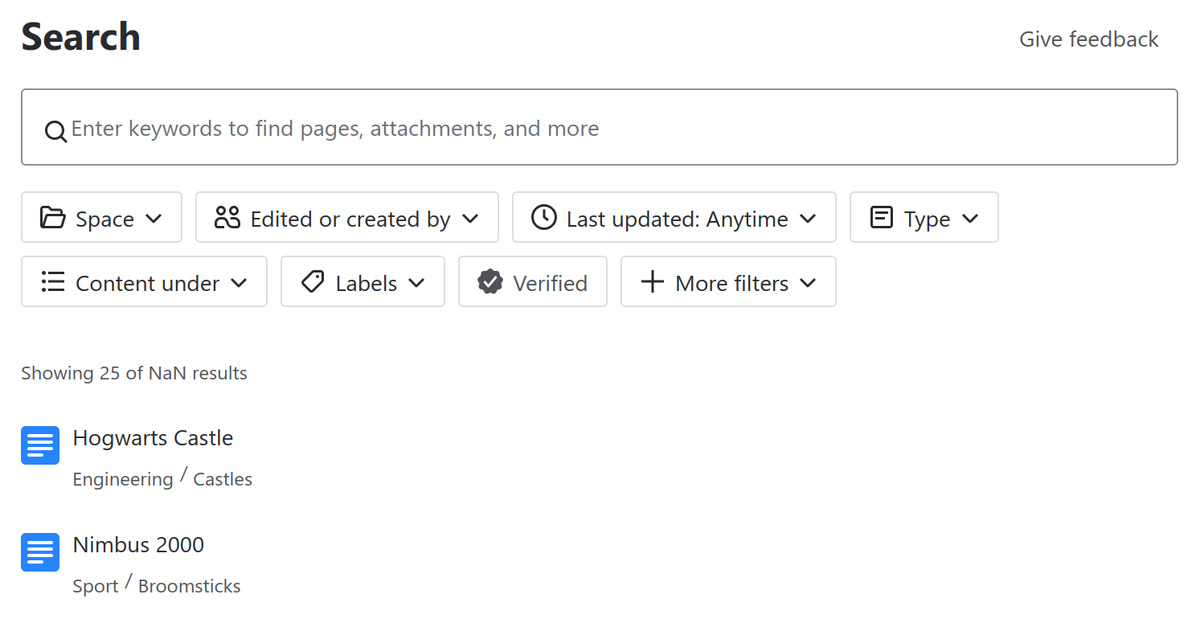 Search
Give feedback
Enter keywords to find pages, attachments, and more
Space
Edited or created by
Last updated: Anytime
Type
Content under
Labels
Verified
More filters
Showing 25 of NaN results
Hogwarts Castle
Engineering / Castles
Nimbus 2000
Sport / Broomsticks